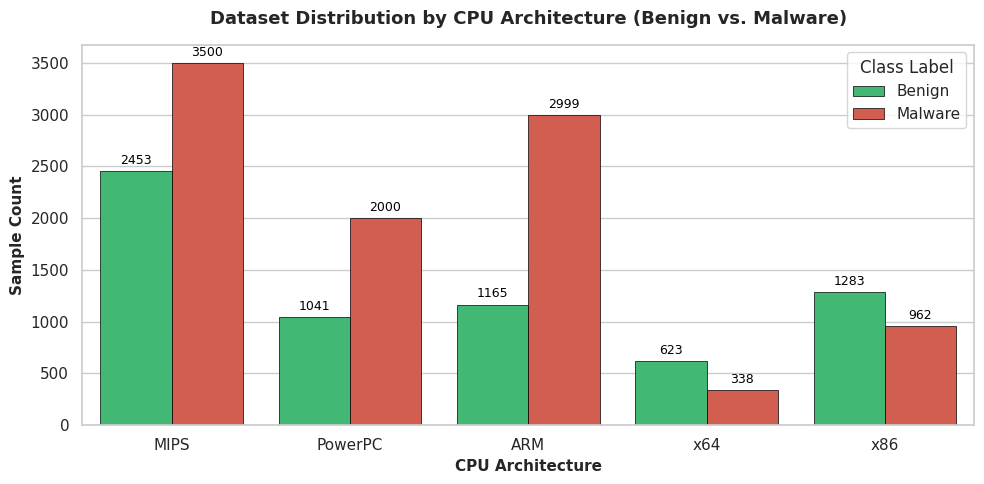 Dataset Distribution by CPU Architecture (Benign vs. Malware)
Sample Count
3500
3000
2500
2000
1500
1000
500
0
2453
3500
1041
2000
1165
2999
623
338
1283
962
Class Label
Benign
Malware
MIPS
PowerPC
ARM
x64
x86
CPU Architecture